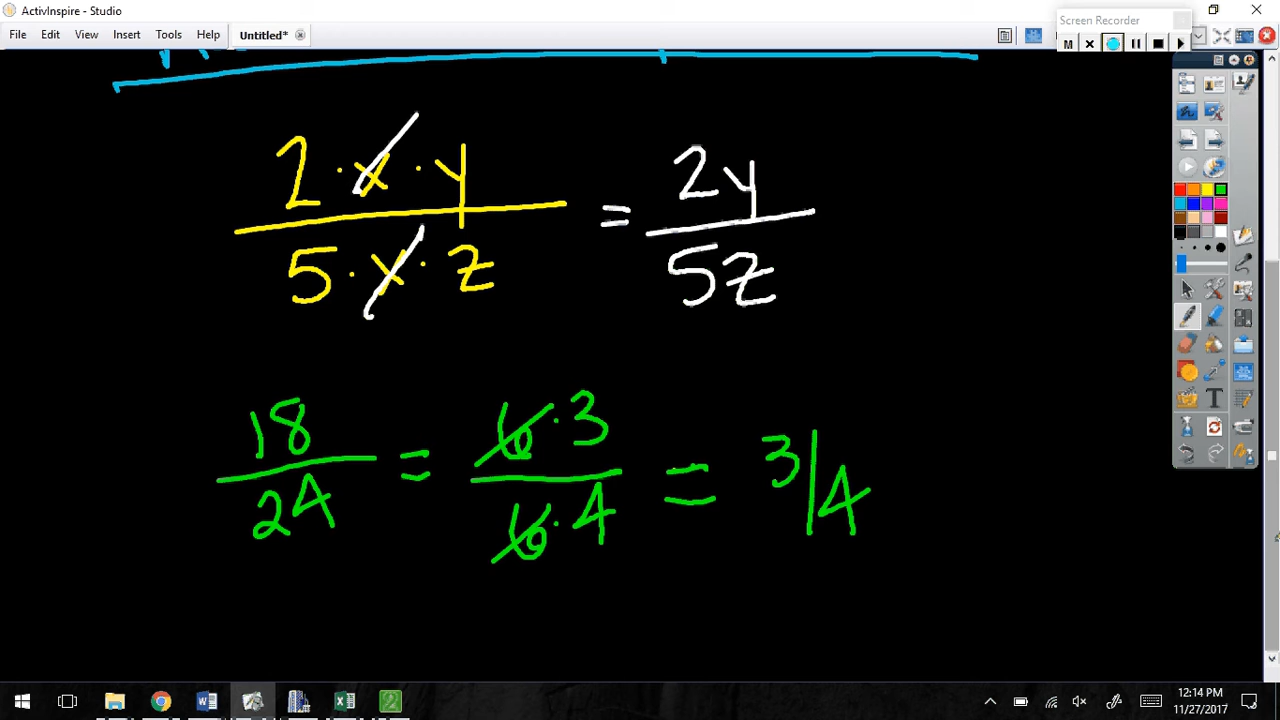 ActivInspire - Studio
Screen Recorder
File Edit View Insert Tools Help Untitled*
M
2 · x · y
5 · x · z
=
2y
5z
18
24
=
6 · 3
6 · 4
=
3/4
12:14 PM
11/27/2017